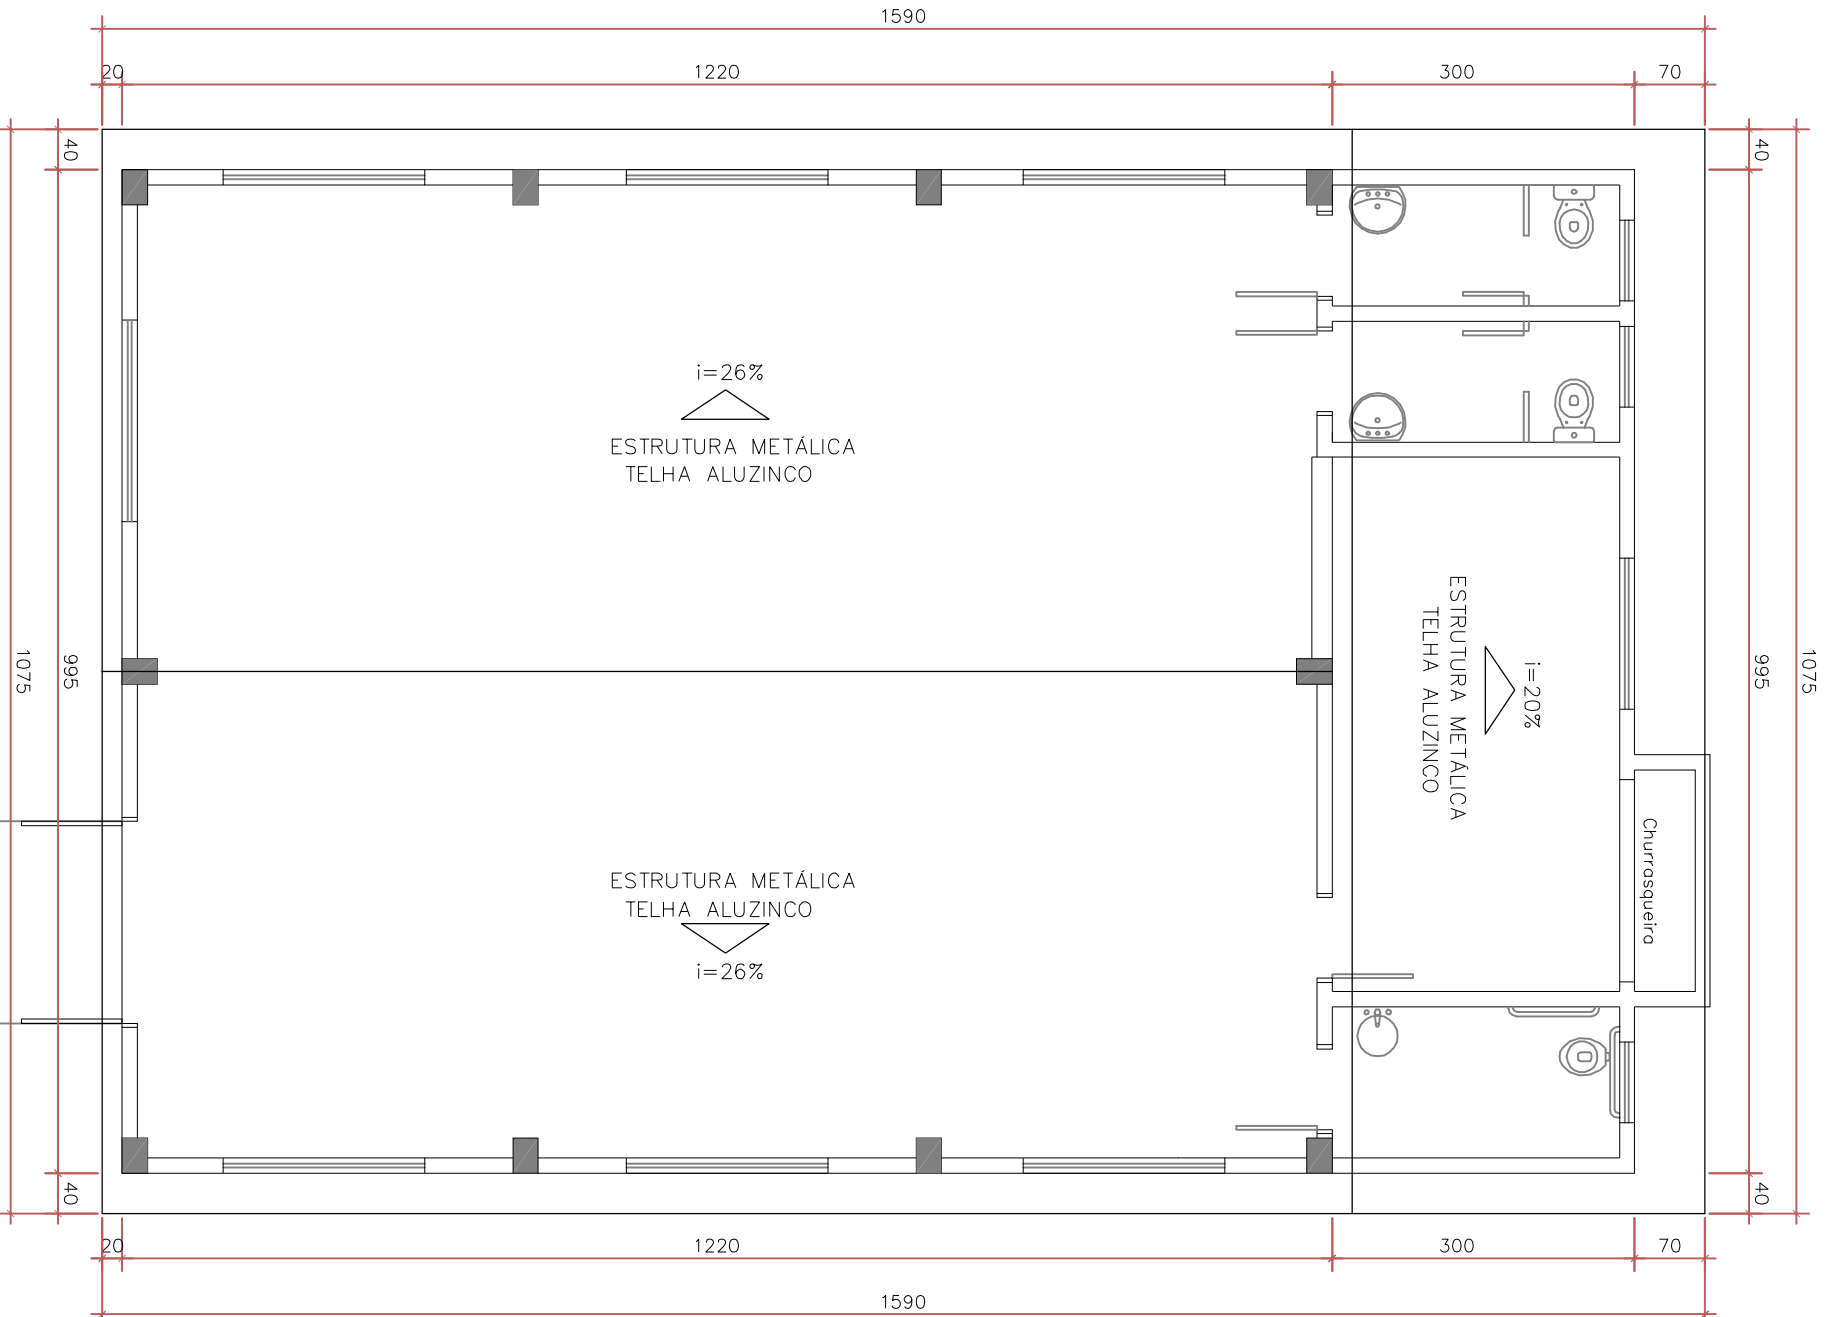 1590
20
1220
300
70
40
40
i=26%
ESTRUTURA METÁLICA
TELHA ALUZINCO
1075
995
ESTRUTURA METÁLICA
TELHA ALUZINCO
i=20%
995
1075
Churrasqueira
ESTRUTURA METÁLICA
TELHA ALUZINCO
i=26%
40
40
20
1220
300
70
1590